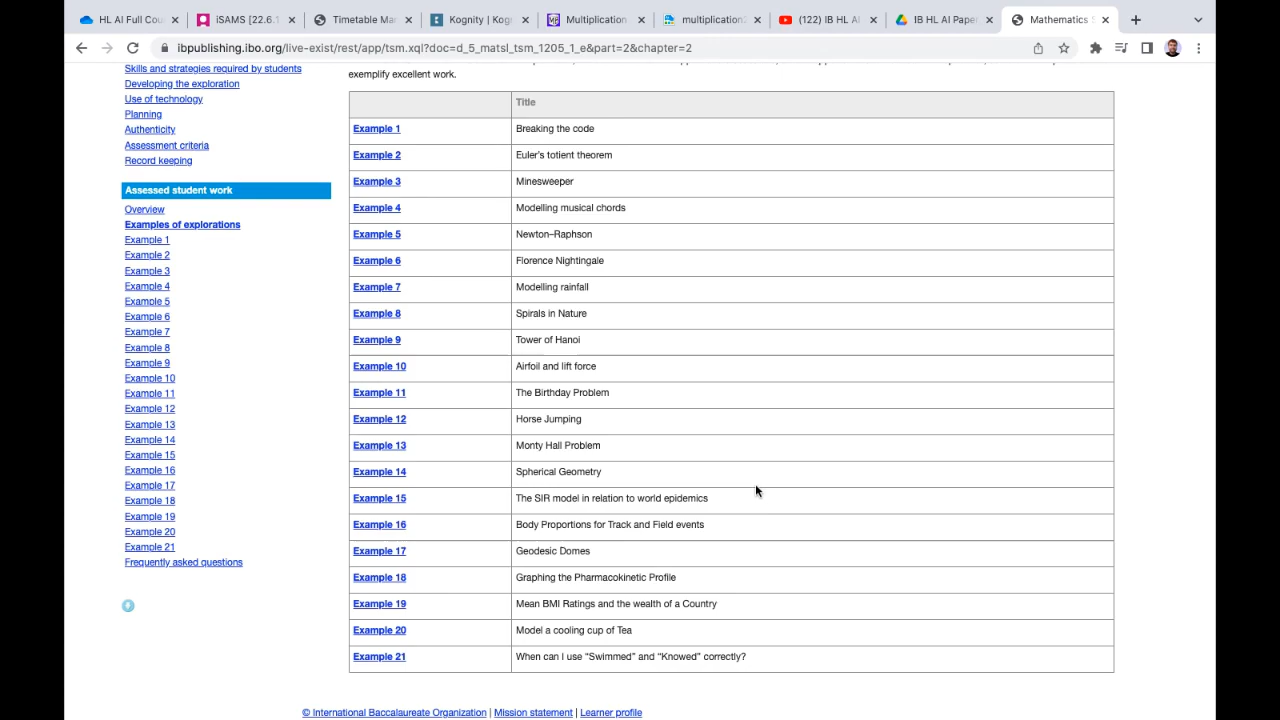 HL AI Full Cour
iSAMS [22.6.1
Timetable Mar
Kognity | Kogn
Multiplication
multiplication
(122) IB HL AI
IB HL AI Paper
Mathematics S
ibpublishing.ibo.org/live-exist/rest/app/tsm.xql?doc=d_5_matsl_tsm_1205_1_e&part=2&chapter=2
Skills and strategies required by students
Developing the exploration
Use of technology
Planning
Authenticity
Assessment criteria
Record keeping
Assessed student work
Overview
Examples of explorations
Example 1
Example 2
Example 3
Example 4
Example 5
Example 6
Example 7
Example 8
Example 9
Example 10
Example 11
Example 12
Example 13
Example 14
Example 15
Example 16
Example 17
Example 18
Example 19
Example 20
Example 21
Frequently asked questions
exemplify excellent work.
Title
Example 1 Breaking the code
Example 2 Euler's totient theorem
Example 3 Minesweeper
Example 4 Modelling musical chords
Example 5 Newton–Raphson
Example 6 Florence Nightingale
Example 7 Modelling rainfall
Example 8 Spirals in Nature
Example 9 Tower of Hanoi
Example 10 Airfoil and lift force
Example 11 The Birthday Problem
Example 12 Horse Jumping
Example 13 Monty Hall Problem
Example 14 Spherical Geometry
Example 15 The SIR model in relation to world epidemics
Example 16 Body Proportions for Track and Field events
Example 17 Geodesic Domes
Example 18 Graphing the Pharmacokinetic Profile
Example 19 Mean BMI Ratings and the wealth of a Country
Example 20 Model a cooling cup of Tea
Example 21 When can I use “Swimmed” and “Knowed” correctly?
© International Baccalaureate Organization | Mission statement | Learner profile